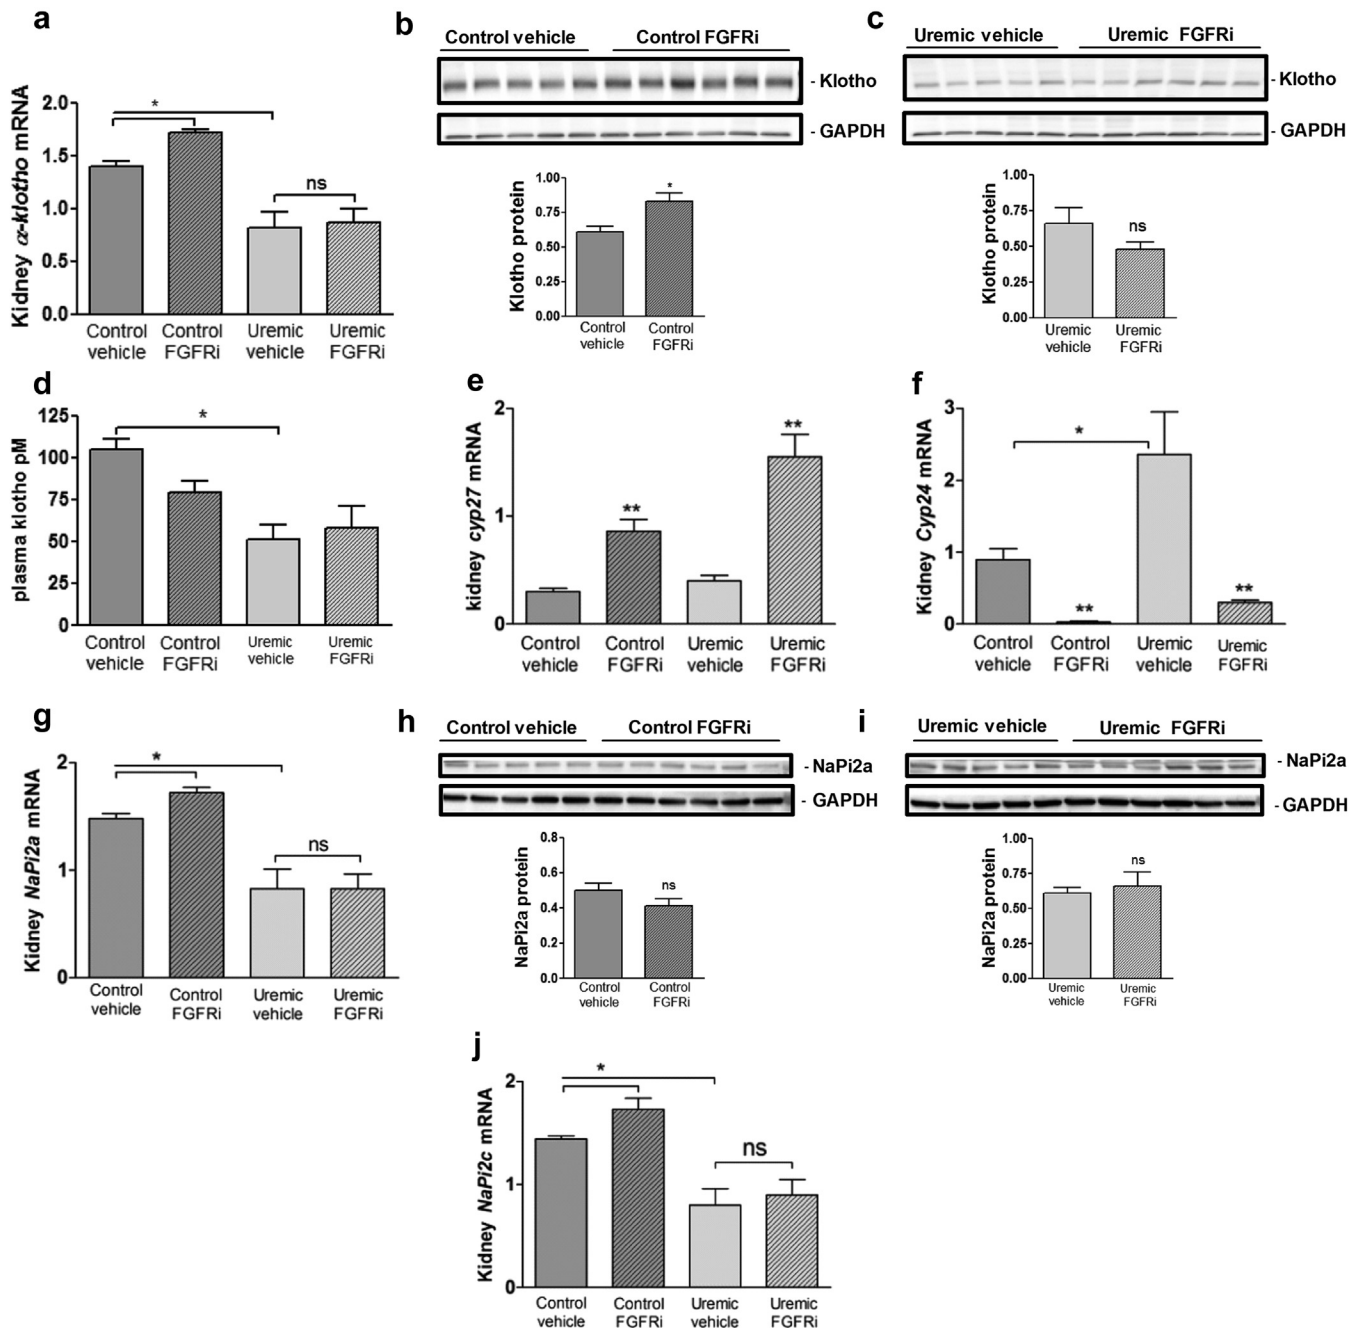 a
Kidney α-klotho mRNA
2.0
1.5
1.0
0.5
0.0
*
ns
Control vehicle
Control FGFRi
Uremic vehicle
Uremic FGFRi
b
Control vehicle
Control FGFRi
- Klotho
- GAPDH
Klotho protein
1.00
0.75
0.50
0.25
0.00
*
Control vehicle
Control FGFRi
c
Uremic vehicle
Uremic FGFRi
- Klotho
- GAPDH
Klotho protein
1.00
0.75
0.50
0.25
0.00
ns
Uremic vehicle
Uremic FGFRi
d
plasma klotho pM
125
100
75
50
25
0
*
Control vehicle
Control FGFRi
Uremic vehicle
Uremic FGFRi
e
kidney cyp27 mRNA
2
1
0
**
**
Control vehicle
Control FGFRi
Uremic vehicle
Uremic FGFRi
f
Kidney Cyp24 mRNA
3
2
1
0
*
**
**
Control vehicle
Control FGFRi
Uremic vehicle
Uremic FGFRi
g
Kidney NaPi2a mRNA
2
1
0
*
ns
Control vehicle
Control FGFRi
Uremic vehicle
Uremic FGFRi
h
Control vehicle
Control FGFRi
- NaPi2a
- GAPDH
NaPi2a protein
0.8
0.6
0.4
0.2
0.0
ns
Control vehicle
Control FGFRi
i
Uremic vehicle
Uremic FGFRi
- NaPi2a
- GAPDH
NaPi2a protein
1.00
0.75
0.50
0.25
0.00
ns
Uremic vehicle
Uremic FGFRi
j
Kidney NaPi2c mRNA
2
1
0
*
ns
Control vehicle
Control FGFRi
Uremic vehicle
Uremic FGFRi